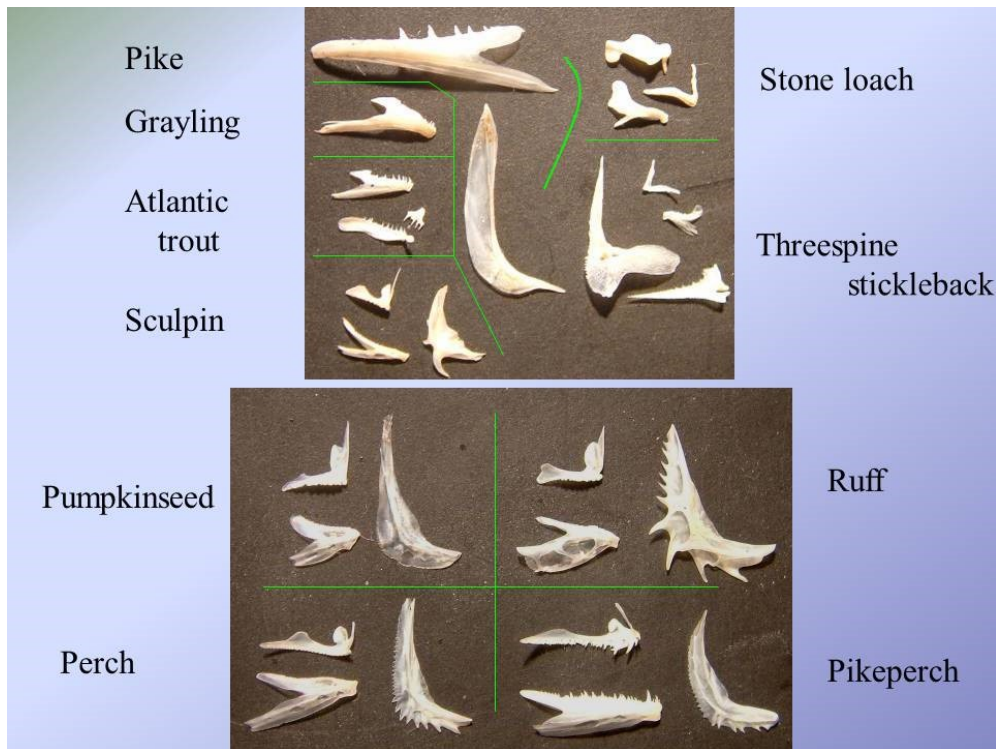 Pike
Grayling
Atlantic
trout
Sculpin
Stone loach
Threespine
stickleback
Pumpkinseed
Ruff
Perch
Pikeperch